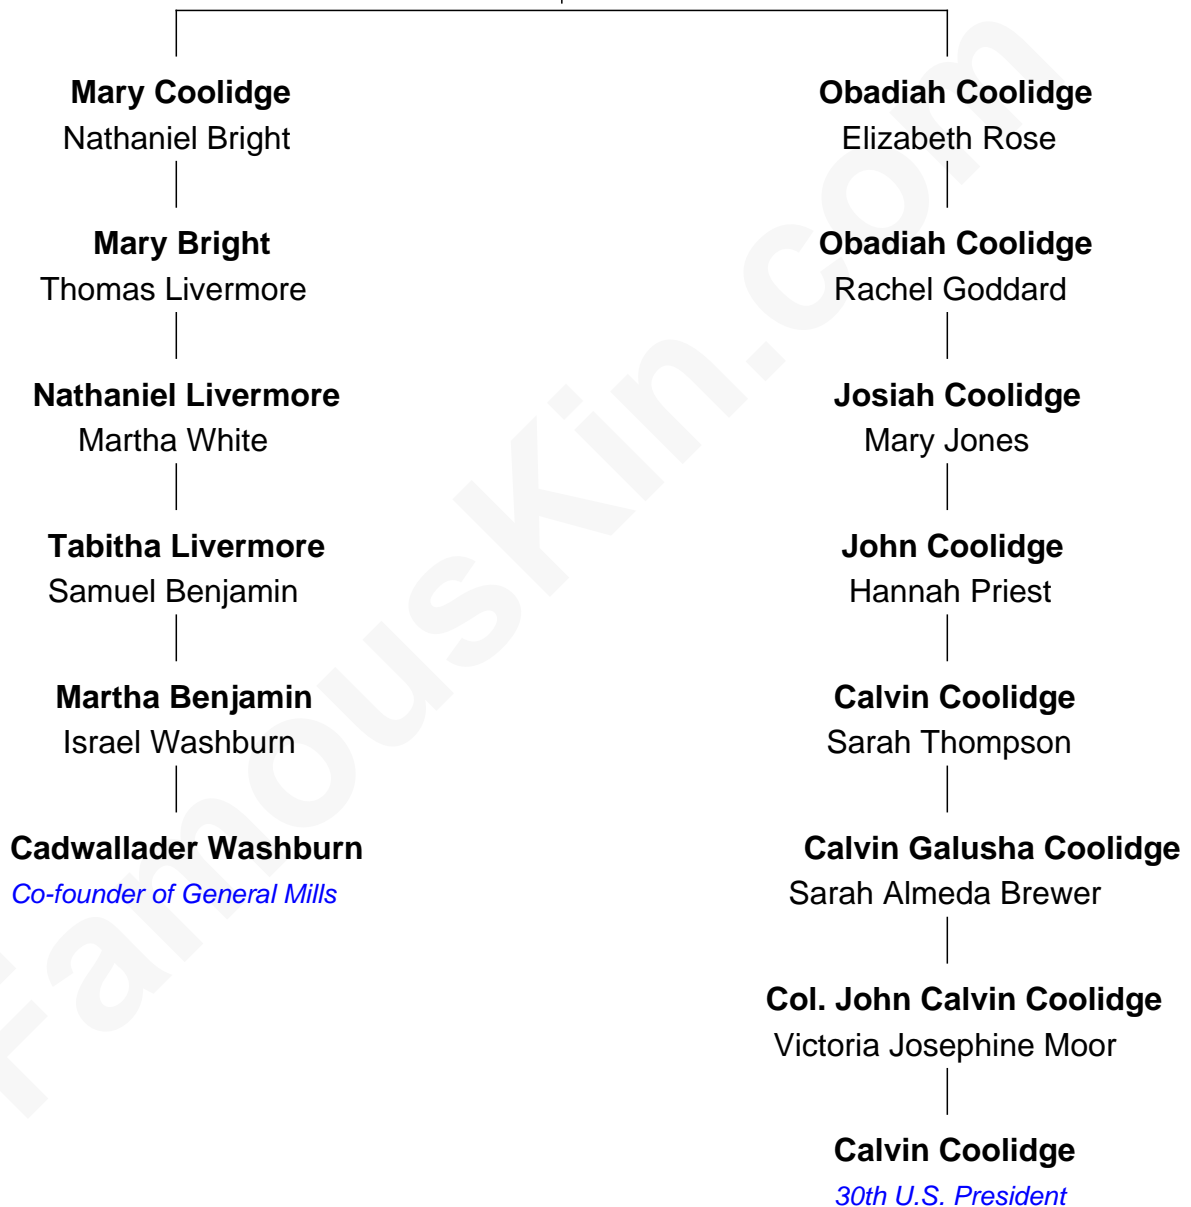 Mary Coolidge
Nathaniel Bright
Mary Bright
Thomas Livermore
Nathaniel Livermore
Martha White
Tabitha Livermore
Samuel Benjamin
Martha Benjamin
Israel Washburn
Cadwallader Washburn
Co-founder of General Mills
Obadiah Coolidge
Elizabeth Rose
Obadiah Coolidge
Rachel Goddard
Josiah Coolidge
Mary Jones
John Coolidge
Hannah Priest
Calvin Coolidge
Sarah Thompson
Calvin Galusha Coolidge
Sarah Almeda Brewer
Col. John Calvin Coolidge
Victoria Josephine Moor
Calvin Coolidge
30th U.S. President
FamousKin.com